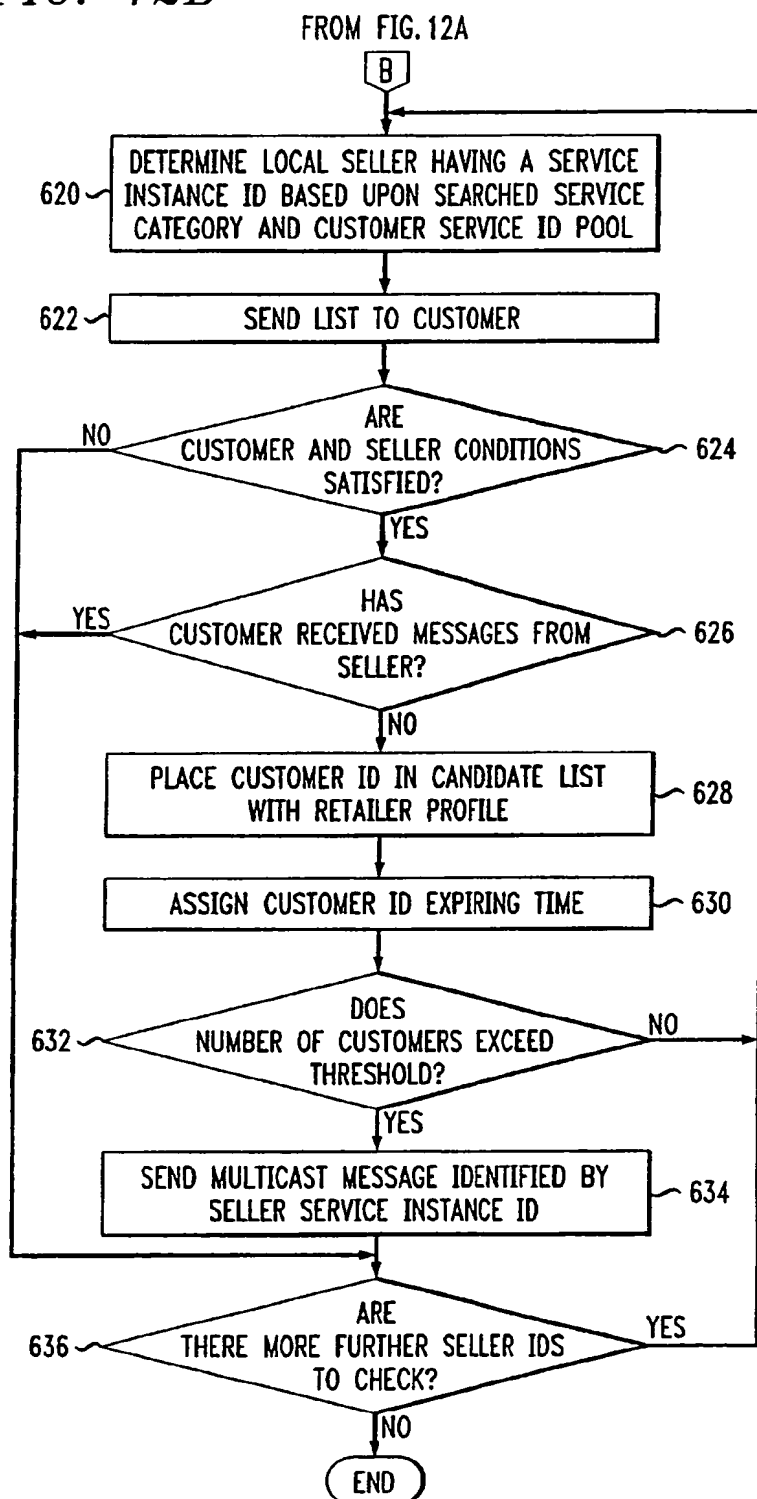 FROM FIG. 12A
B
DETERMINE LOCAL SELLER HAVING A SERVICE
INSTANCE ID BASED UPON SEARCHED SERVICE
CATEGORY AND CUSTOMER SERVICE ID POOL
620
SEND LIST TO CUSTOMER
622
ARE
CUSTOMER AND SELLER CONDITIONS
SATISFIED?
624
NO
YES
HAS
CUSTOMER RECEIVED MESSAGES FROM
SELLER?
626
YES
NO
PLACE CUSTOMER ID IN CANDIDATE LIST
WITH RETAILER PROFILE
628
ASSIGN CUSTOMER ID EXPIRING TIME
630
DOES
NUMBER OF CUSTOMERS EXCEED
THRESHOLD?
632
NO
YES
SEND MULTICAST MESSAGE IDENTIFIED BY
SELLER SERVICE INSTANCE ID
634
ARE
THERE MORE FURTHER SELLER IDS
TO CHECK?
636
YES
NO
END